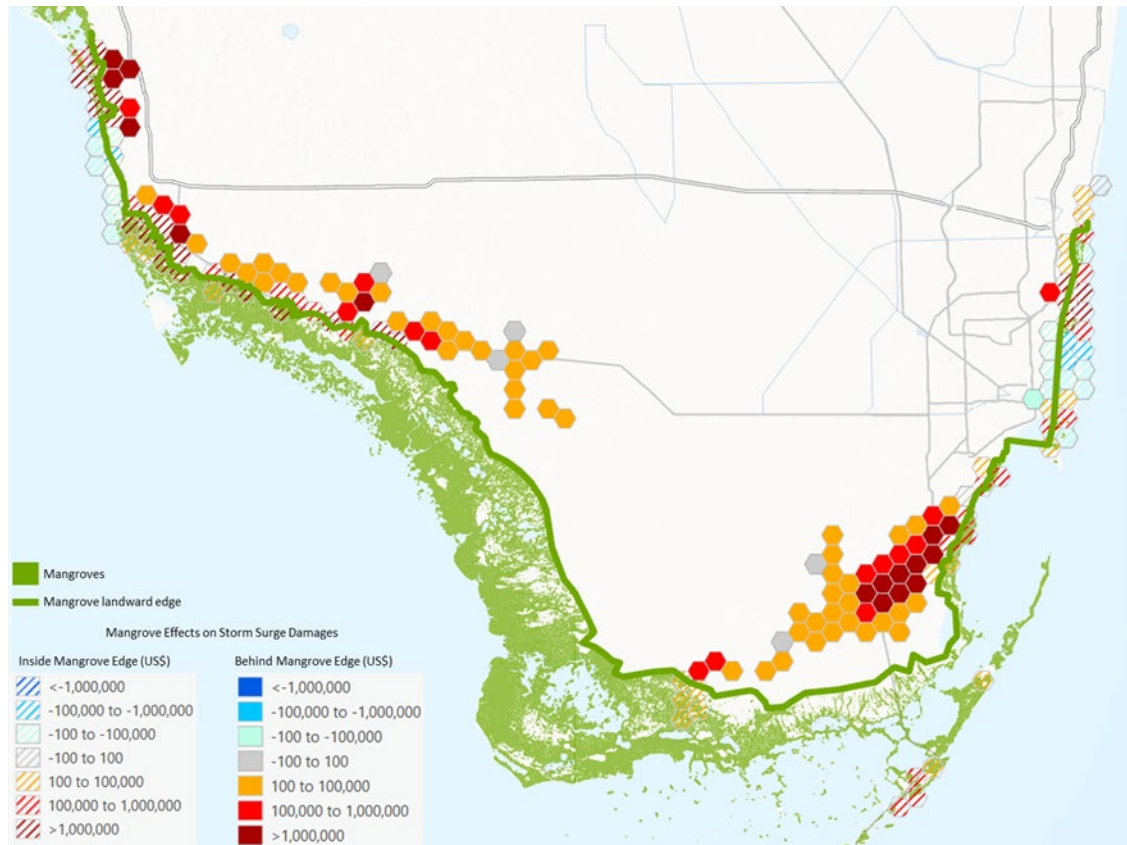 Mangroves
Mangrove landward edge
Mangrove Effects on Storm Surge Damages
Inside Mangrove Edge (US$)
<-1,000,000
-100,000 to -1,000,000
-100 to -100,000
-100 to 100
100 to 100,000
100,000 to 1,000,000
>1,000,000
Behind Mangrove Edge (US$)
<-1,000,000
-100,000 to -1,000,000
-100 to -100,000
-100 to 100
100 to 100,000
100,000 to 1,000,000
>1,000,000